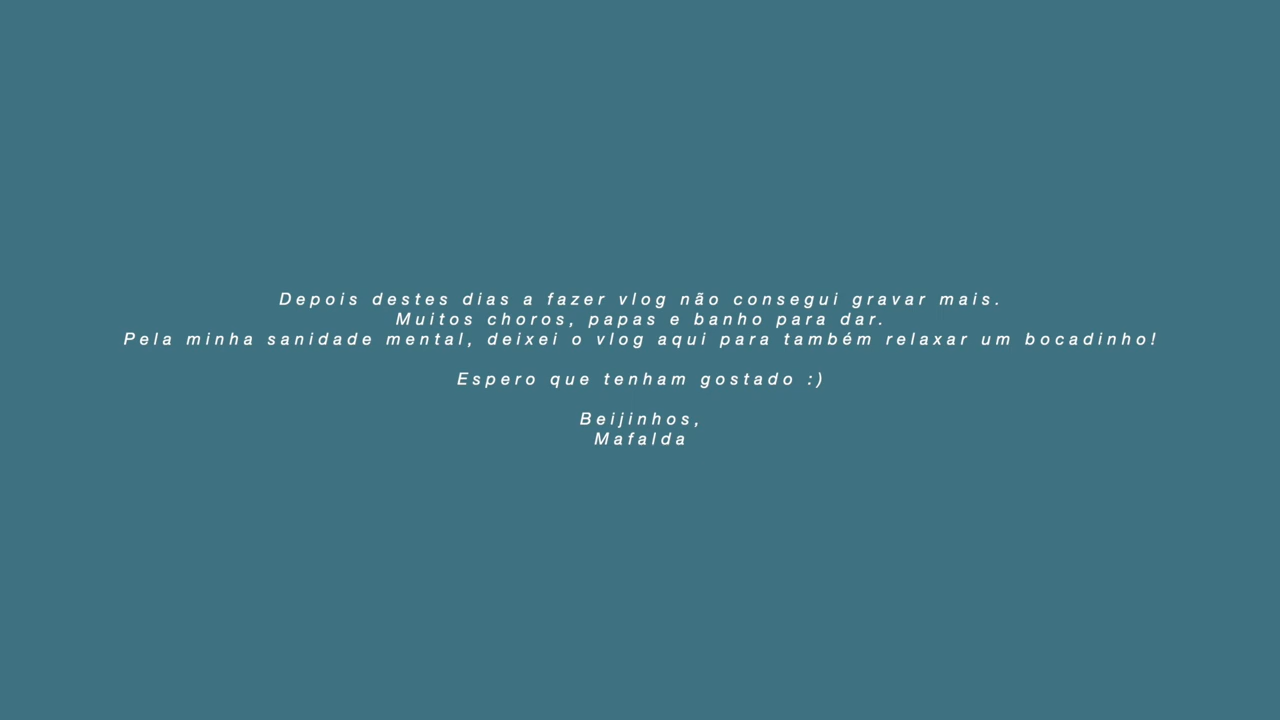 Depois destes dias a fazer vlog não consegui gravar mais.
Muitos choros, papas e banho para dar.
Pela minha sanidade mental, deixei o vlog aqui para também relaxar um bocadinho!
Espero que tenham gostado :)
Beijinhos,
Mafalda